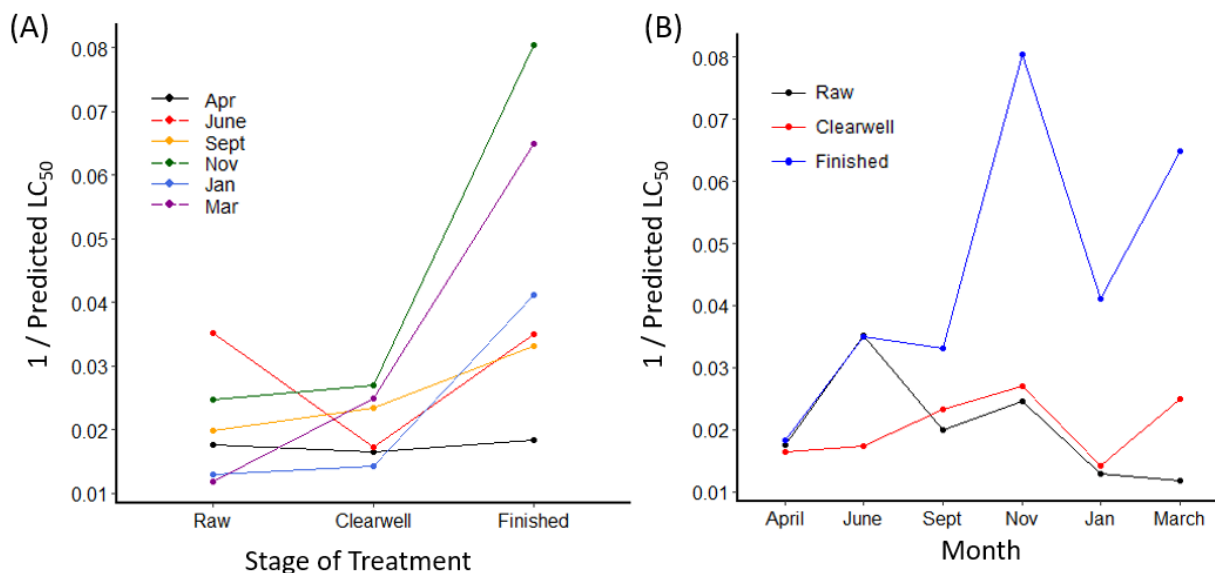 (A)
1 / Predicted LC50
0.08
0.07
0.06
0.05
0.04
0.03
0.02
0.01
Apr
June
Sept
Nov
Jan
Mar
Raw Clearwell Finished
Stage of Treatment
(B)
1 / Predicted LC50
0.08
0.07
0.06
0.05
0.04
0.03
0.02
0.01
Raw
Clearwell
Finished
April June Sept Nov Jan March
Month